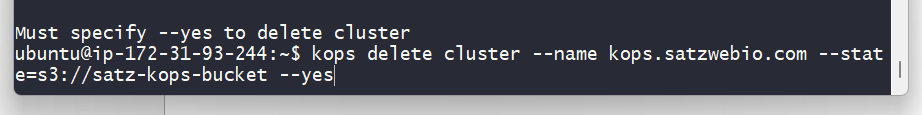 Must specify --yes to delete cluster
ubuntu@ip-172-31-93-244:~$ kops delete cluster --name kops.satzwebio.com --stat
e=s3://satz-kops-bucket --yes